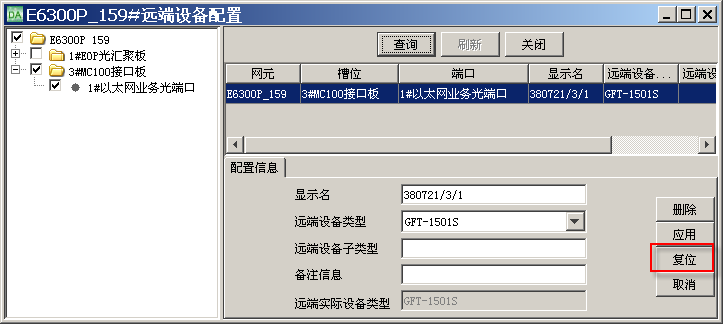 DA E6300P_159#远端设备配置
E6300P 159
1#EOP光汇聚板
3#MC100接口板
1#以太网业务光端口
查询 刷新 关闭
网元 槽位 端口 显示名 远端设备... 远端设
E6300P_159 3#MC100接口板 1#以太网业务光端口 380721/3/1 GFT-1501S
配置信息
显示名 380721/3/1
远端设备类型 GFT-1501S
远端设备子类型
备注信息
远端实际设备类型 GFT-1501S
删除
应用
复位
取消